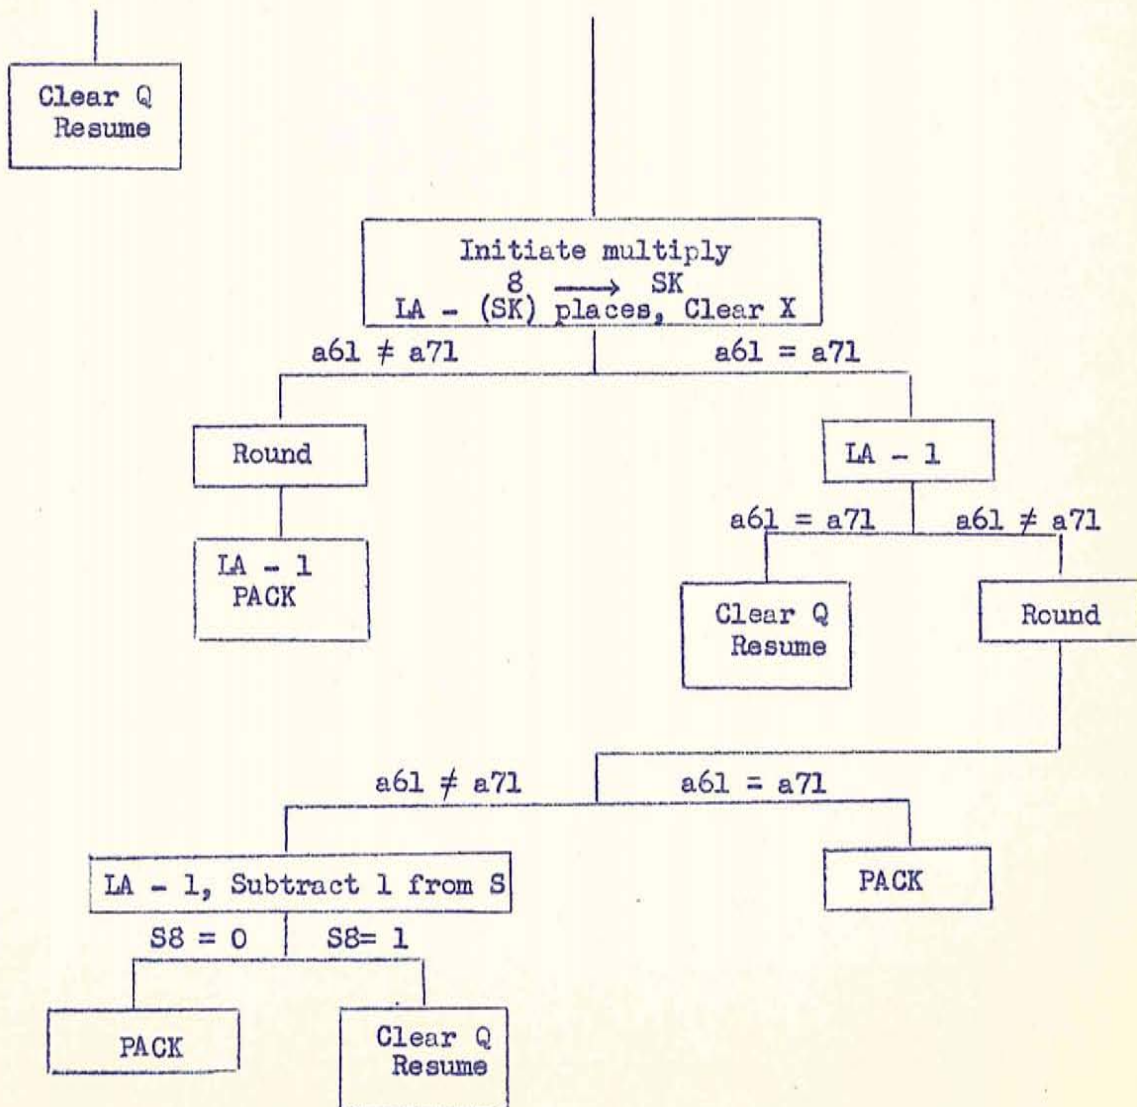 Clear Q
Resume
Initiate multiply
8 ⟶ SK
LA - (SK) places, Clear X
a61 ≠ a71
a61 = a71
Round
LA - 1
a61 = a71
a61 ≠ a71
LA - 1
PACK
Clear Q
Resume
Round
a61 ≠ a71
a61 = a71
LA - 1, Subtract 1 from S
PACK
S8 = 0
S8= 1
PACK
Clear Q
Resume